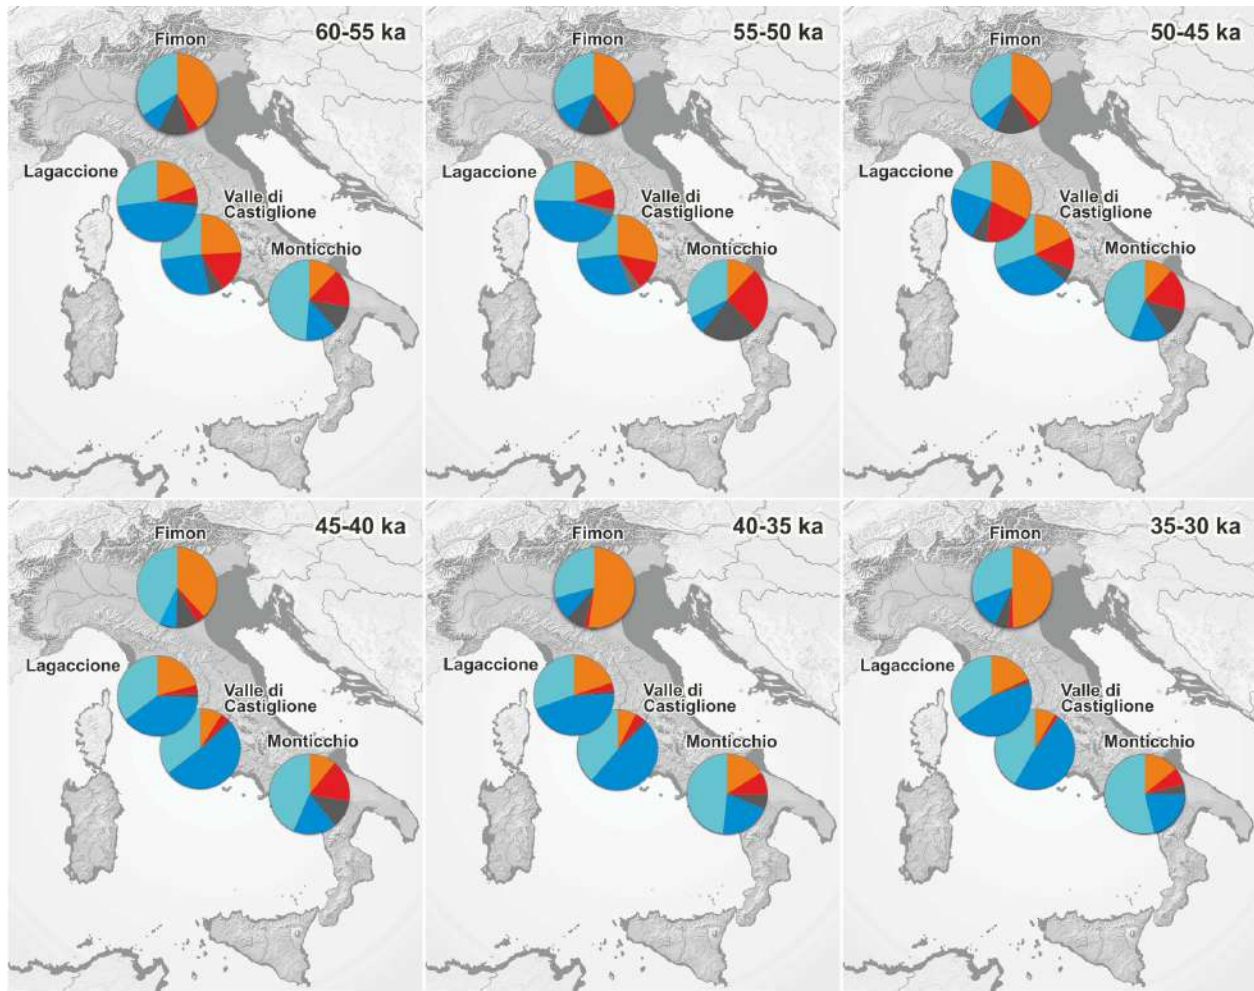 60-55 ka
Fimon
Lagaccione
Valle di
Castiglione
Monticchio
55-50 ka
Fimon
Lagaccione
Valle di
Castiglione
Monticchio
50-45 ka
Fimon
Lagaccione
Valle di
Castiglione
Monticchio
45-40 ka
Fimon
Lagaccione
Valle di
Castiglione
Monticchio
40-35 ka
Fimon
Lagaccione
Valle di
Castiglione
Monticchio
35-30 ka
Fimon
Lagaccione
Valle di
Castiglione
Monticchio